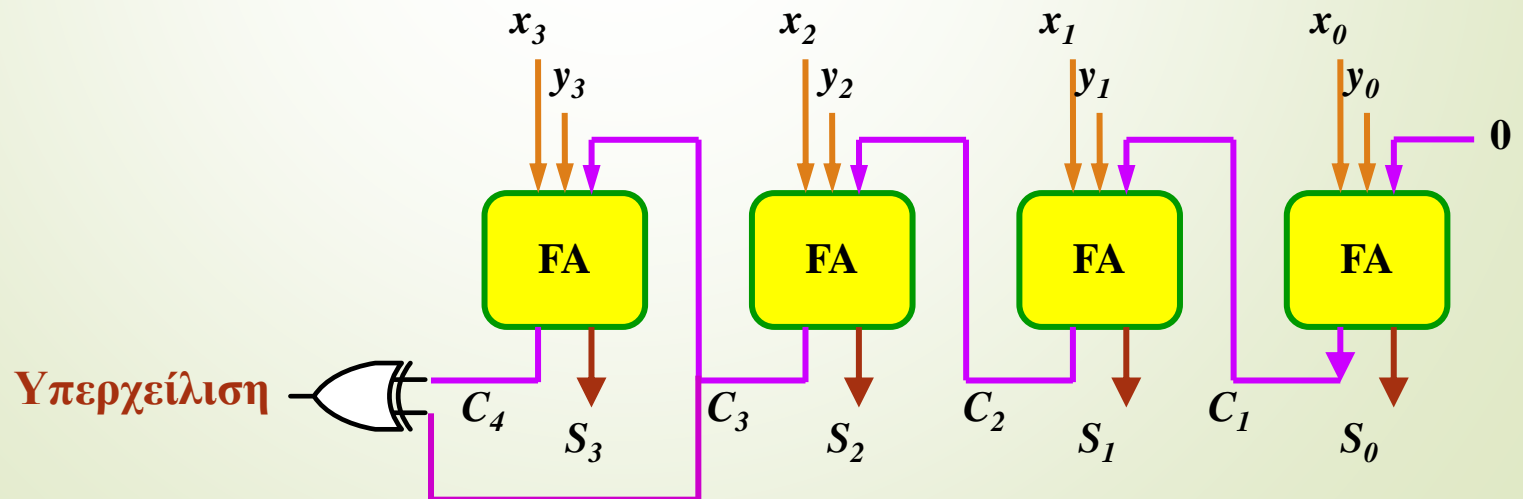 x₃ x₂ x₁ x₀
y₃ y₂ y₁ y₀
0
FA FA FA FA
Υπερχείλιση
C₄ C₃ C₂ C₁
S₃ S₂ S₁ S₀